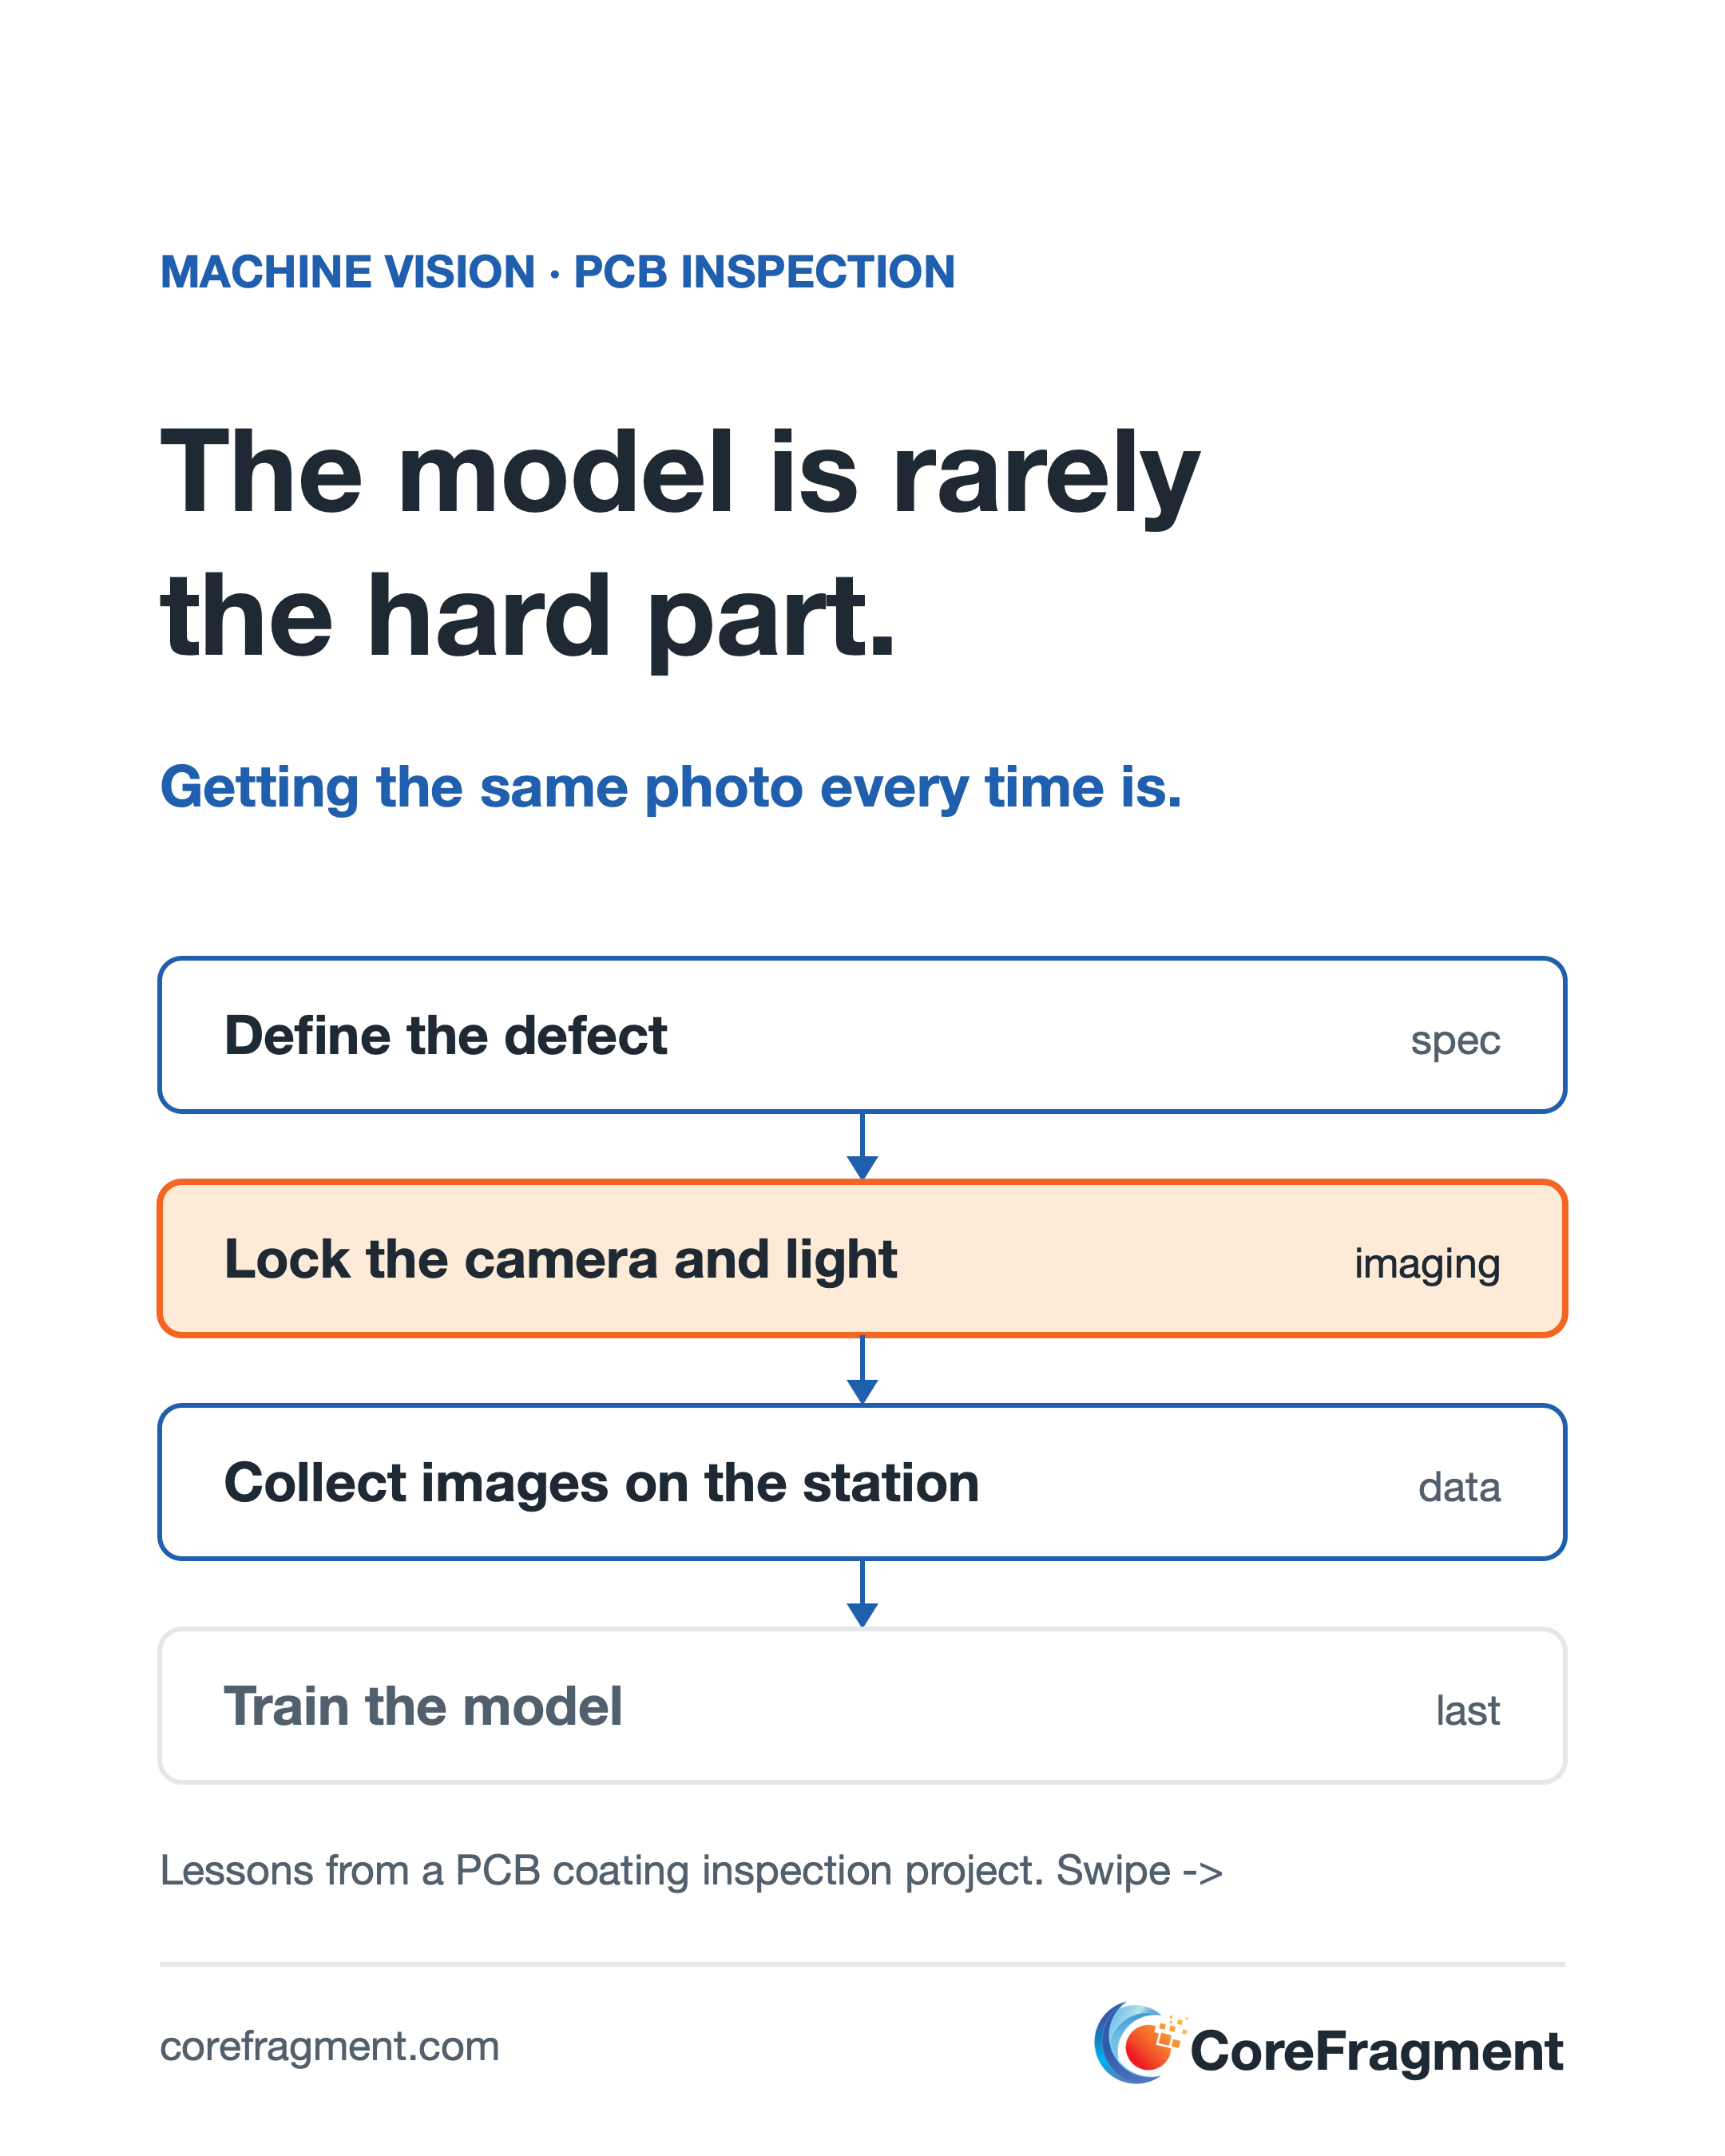 MACHINE VISION · PCB INSPECTION
The model is rarely
the hard part.
Getting the same photo every time is.
Define the defect spec
Lock the camera and light imaging
Collect images on the station data
Train the model last
Lessons from a PCB coating inspection project. Swipe ->
corefragment.com CoreFragment